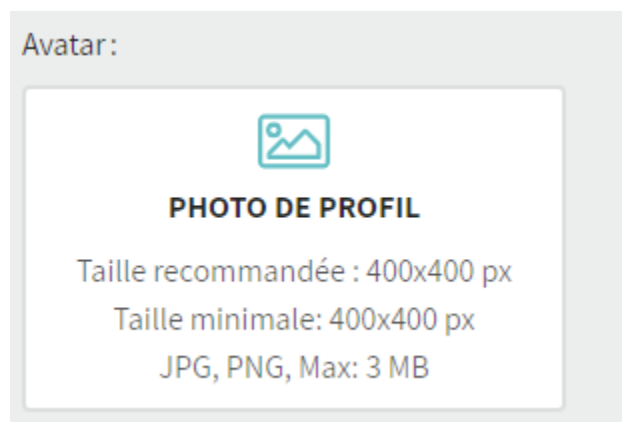 Avatar :
PHOTO DE PROFIL
Taille recommandée : 400x400 px
Taille minimale: 400x400 px
JPG, PNG, Max: 3 MB